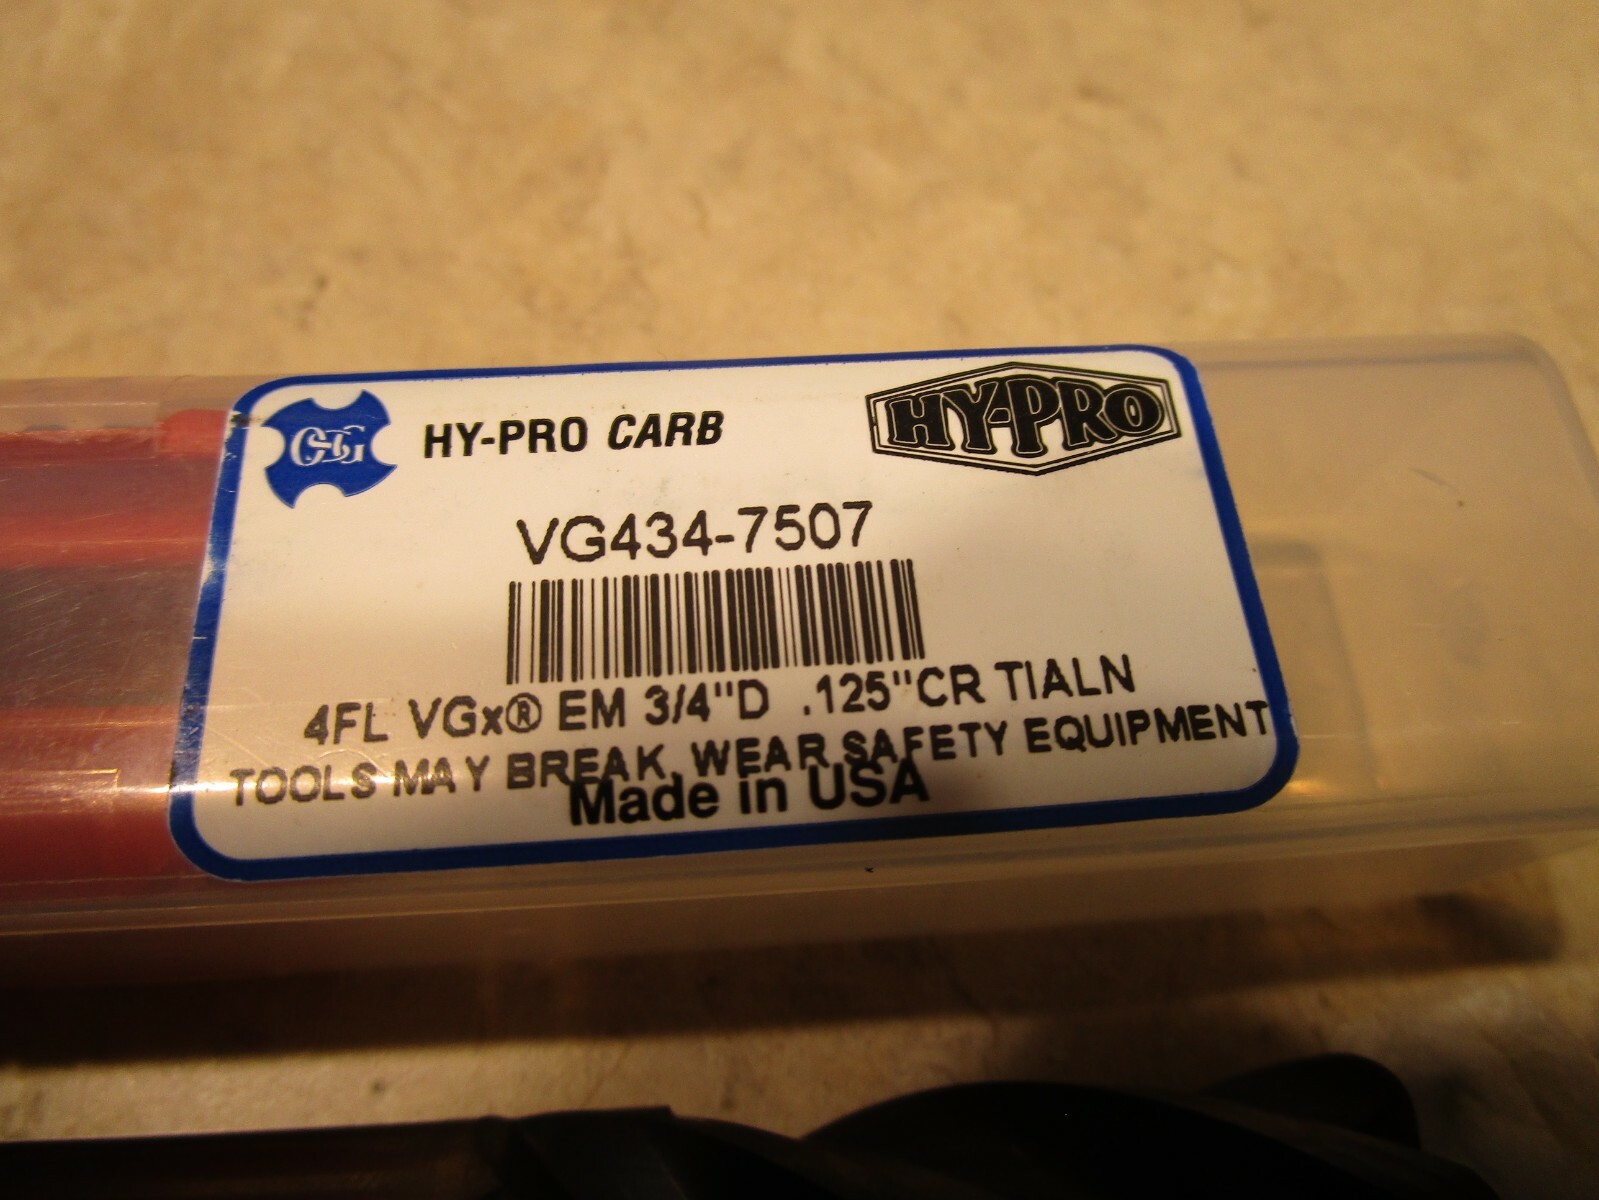 OSG
HY-PRO CARB
HY-PRO
VG434-7507
4FL VGx® EM 3/4"D .125"CR TIALN
TOOLS MAY BREAK, WEAR SAFETY EQUIPMENT
Made in USA